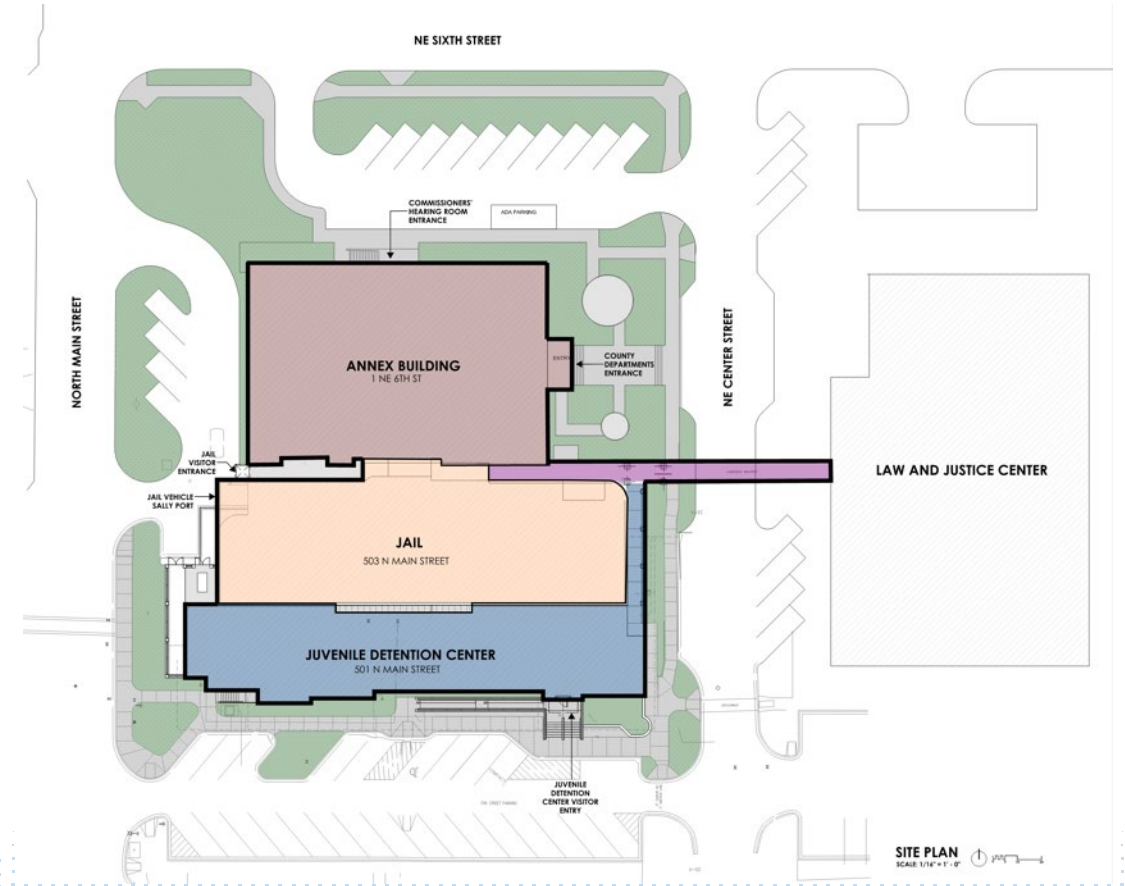 NE SIXTH STREET
COMMISSIONERS'
HEARING ROOM
ENTRANCE
ADA PARKING
NORTH MAIN STREET
ANNEX BUILDING
1 NE 6TH ST
ENTRY
COUNTY
DEPARTMENTS
ENTRANCE
NE CENTER STREET
JAIL
VISITOR
ENTRANCE
LAW AND JUSTICE CENTER
JAIL VEHICLE
SALLY PORT
JAIL
503 N MAIN STREET
JUVENILE DETENTION CENTER
501 N MAIN STREET
JUVENILE
DETENTION
CENTER VISITOR
ENTRY
SITE PLAN
SCALE: 1/16" = 1' - 0"